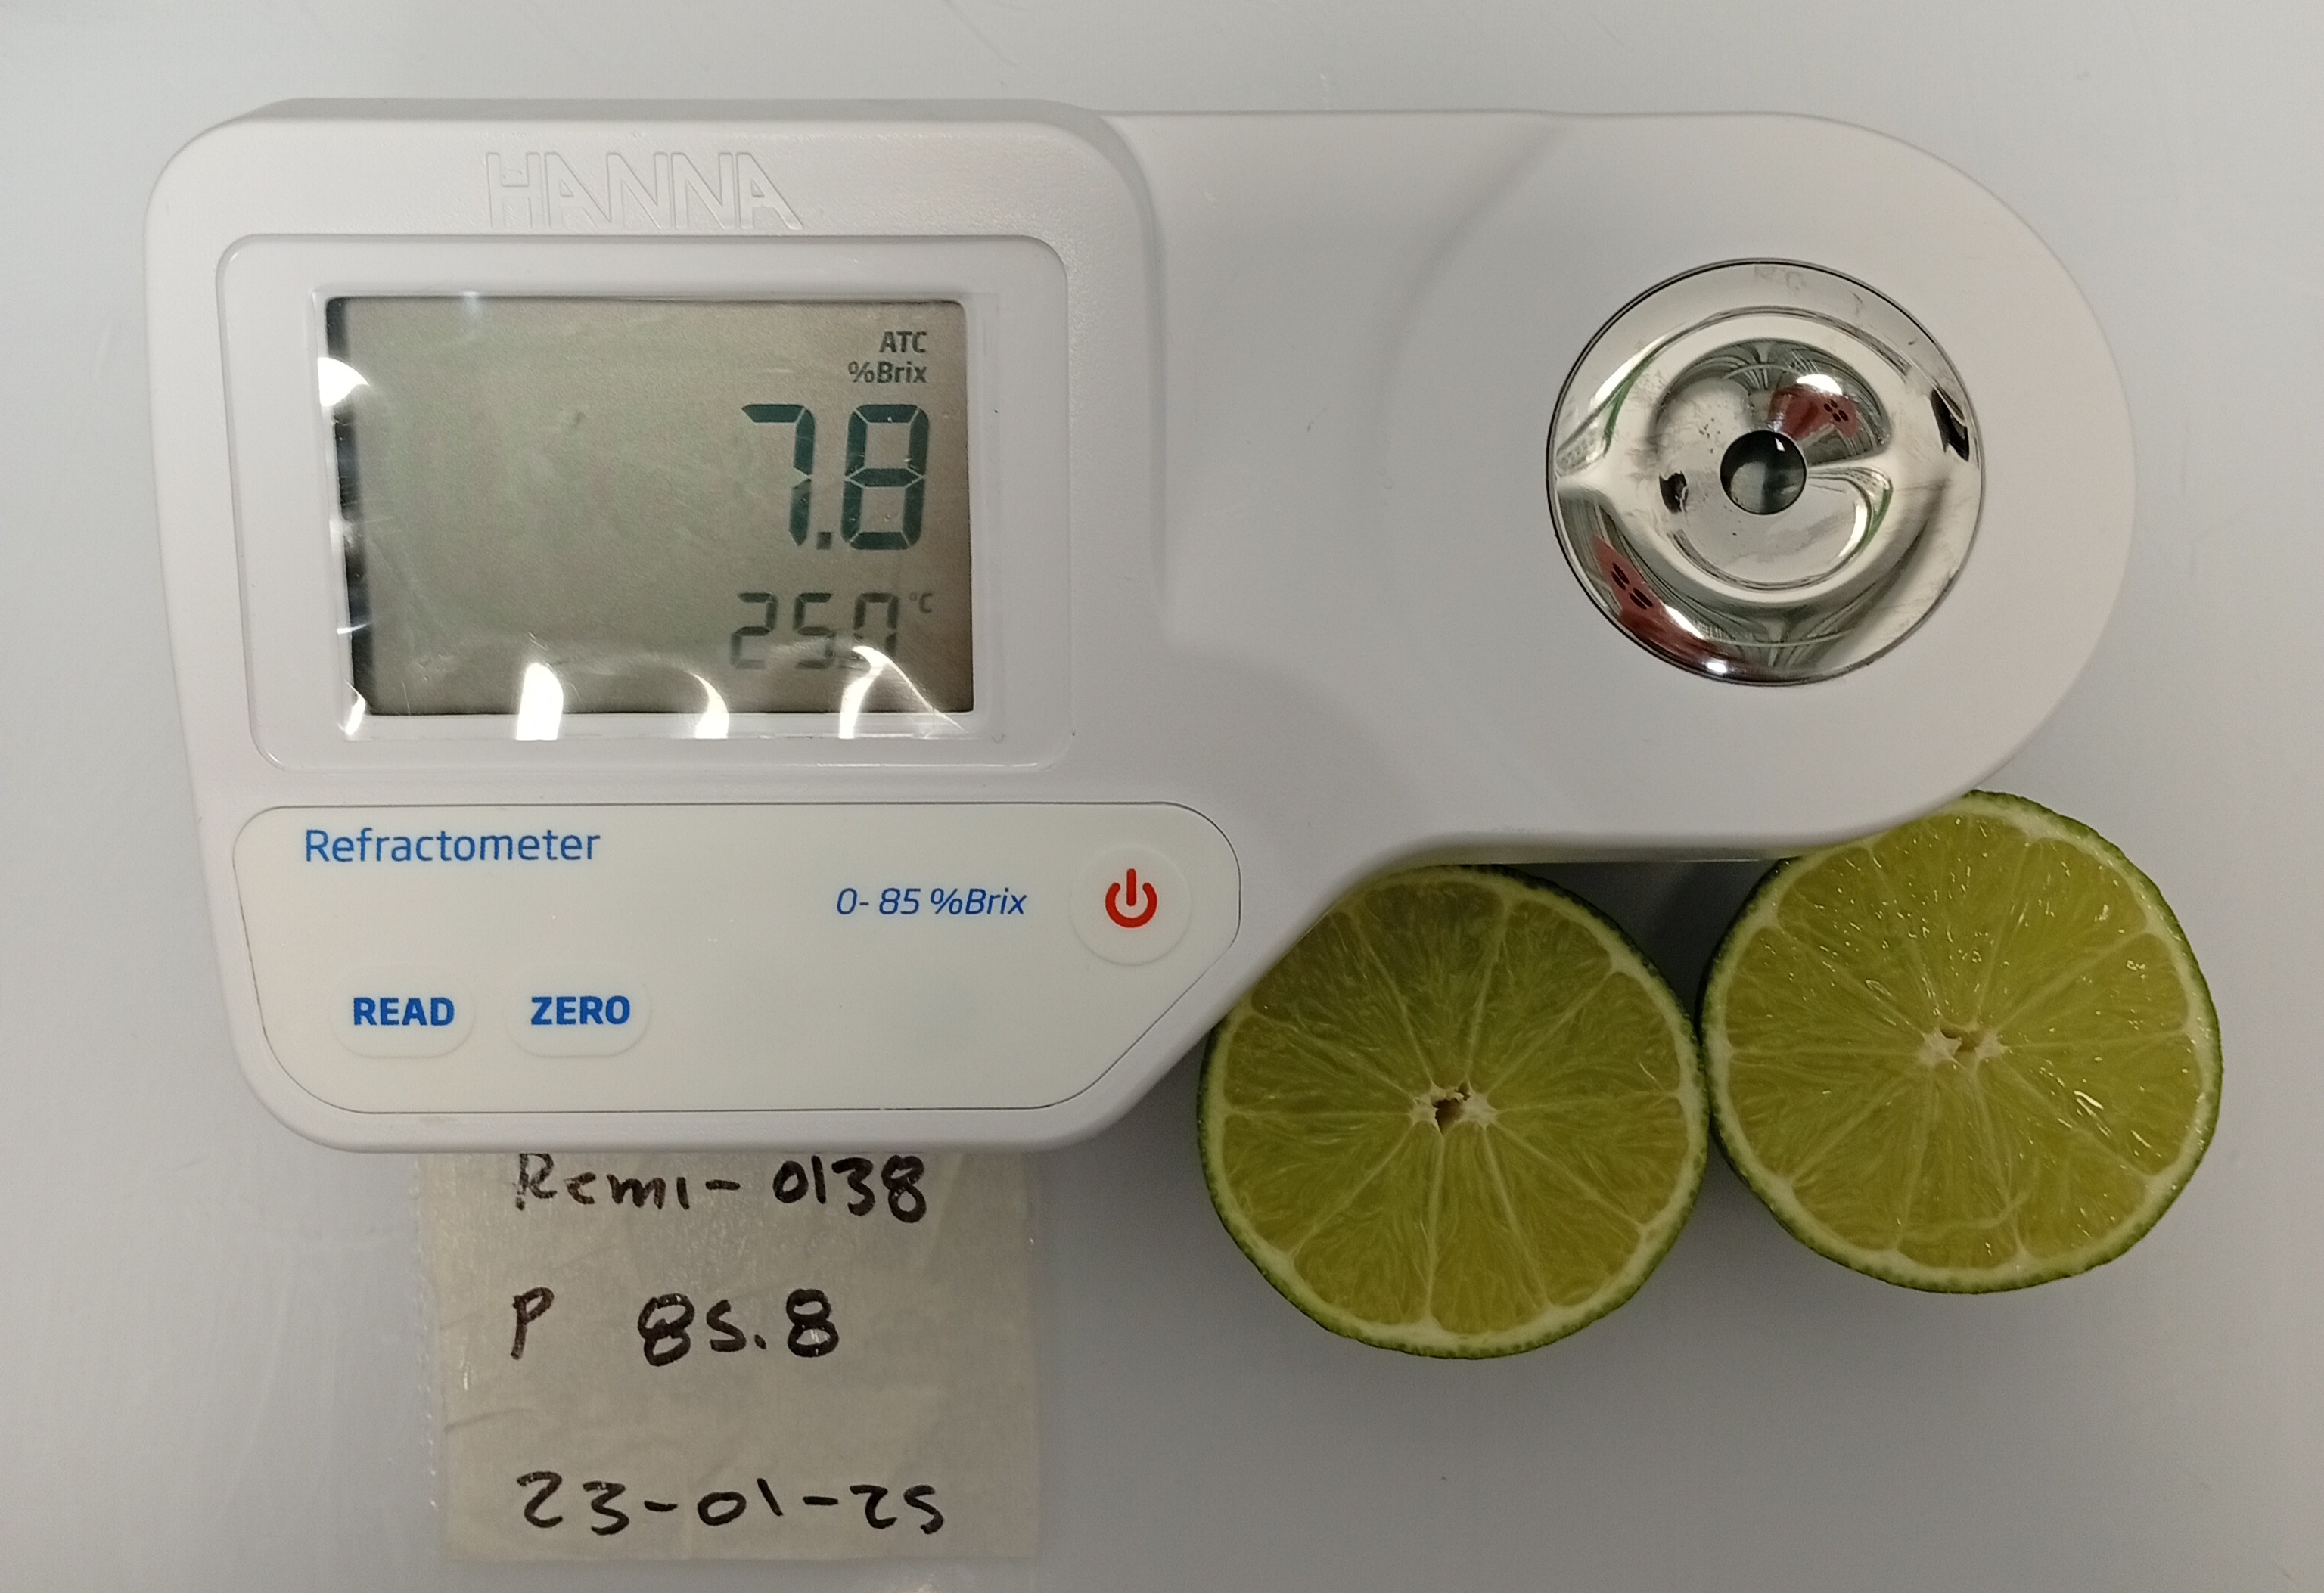 HANNA
ATC
%Brix
7.8
25.0 °C
Refractometer
0-85 %Brix
READ ZERO
Remi-0138
P 85.8
23-01-25